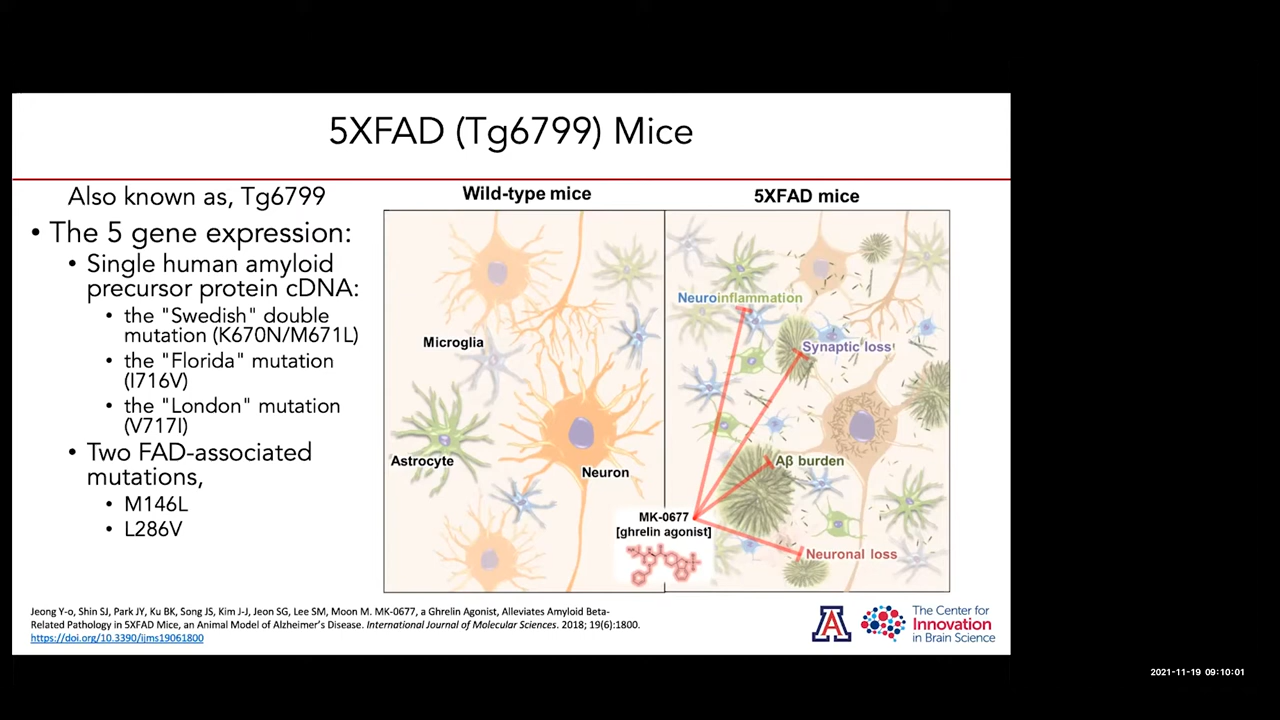 5XFAD (Tg6799) Mice
Also known as, Tg6799
• The 5 gene expression:
• Single human amyloid
precursor protein cDNA:
• the "Swedish" double
mutation (K670N/M671L)
• the "Florida" mutation
(I716V)
• the "London" mutation
(V717I)
• Two FAD-associated
mutations,
• M146L
• L286V
Wild-type mice
Microglia
Astrocyte
Neuron
5XFAD mice
Neuroinflammation
Synaptic loss
Aβ burden
MK-0677
[ghrelin agonist]
Neuronal loss
Jeong Y-o, Shin SJ, Park JY, Ku BK, Song JS, Kim J-J, Jeon SG, Lee SM, Moon M. MK-0677, a Ghrelin Agonist, Alleviates Amyloid Beta-
Related Pathology in 5XFAD Mice, an Animal Model of Alzheimer's Disease. International Journal of Molecular Sciences. 2018; 19(6):1800.
https://doi.org/10.3390/ijms19061800
A
The Center for
Innovation
in Brain Science
2021-11-19 09:10:01